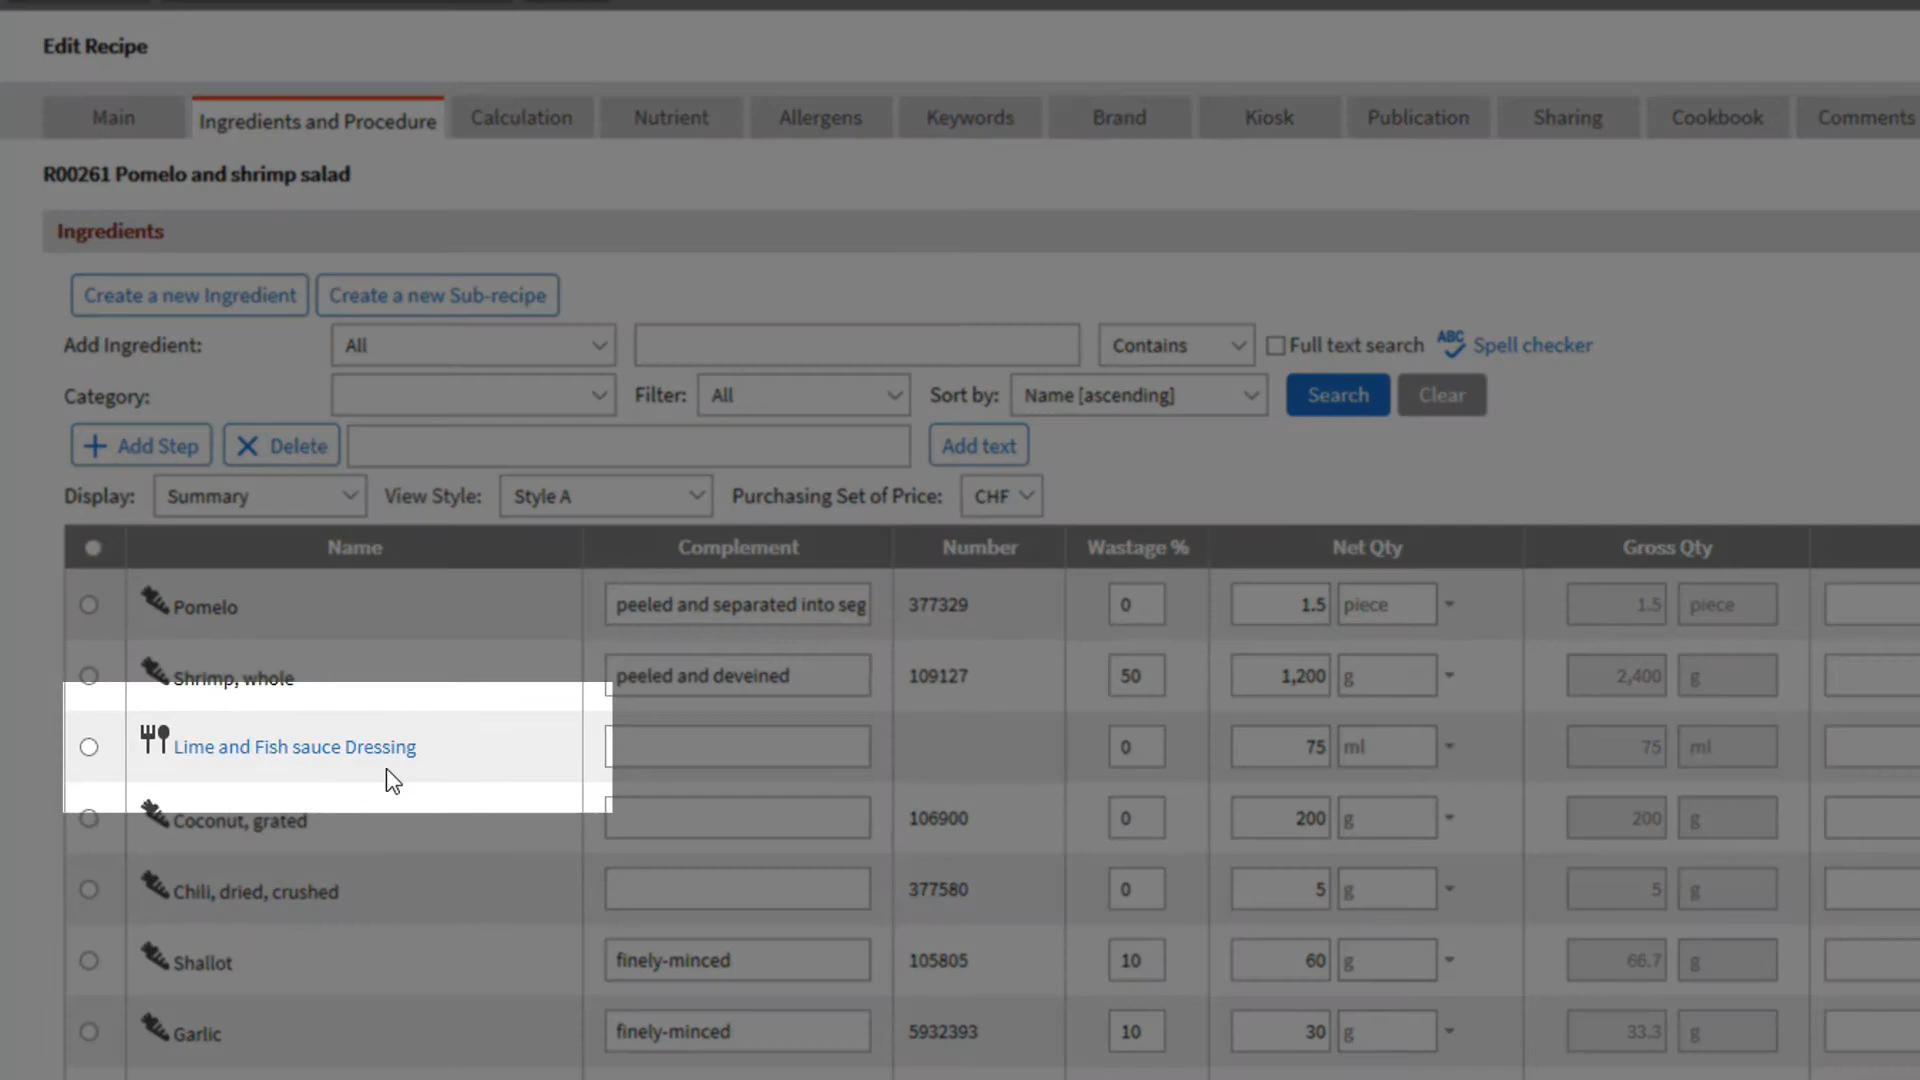 Edit Recipe
Main Ingredients and Procedure Calculation Nutrient Allergens Keywords Brand Kiosk Publication Sharing Cookbook Comments
R00261 Pomelo and shrimp salad
Ingredients
Create a new Ingredient Create a new Sub-recipe
Add Ingredient: All Contains Full text search ABC Spell checker
Category: Filter: All Sort by: Name [ascending] Search Clear
Add Step Delete Add text
Display: Summary View Style: Style A Purchasing Set of Price: CHF
Name Complement Number Wastage % Net Qty Gross Qty
Pomelo peeled and separated into seg 377329 0 1.5 piece 1.5 piece
Shrimp, whole peeled and deveined 109127 50 1,200 g 2,400 g
Lime and Fish sauce Dressing 0 75 ml 75 ml
Coconut, grated 106900 0 200 g 200 g
Chili, dried, crushed 377580 0 5 g 5 g
Shallot finely-minced 105805 10 60 g 66.7 g
Garlic finely-minced 5932393 10 30 g 33.3 g